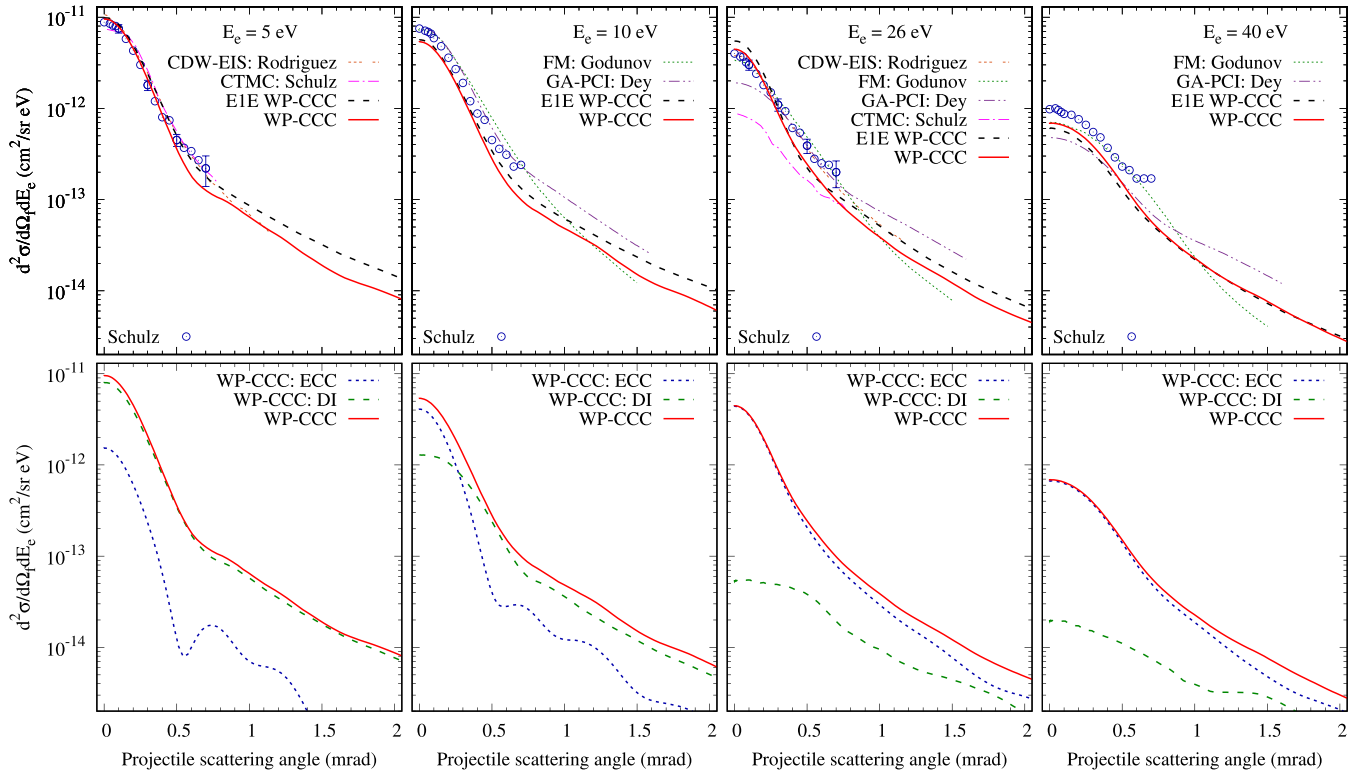 d²σ/dΩ_f dE_e (cm²/sr eV)
10⁻¹¹
10⁻¹²
10⁻¹³
10⁻¹⁴
E_e = 5 eV
CDW-EIS: Rodriguez
CTMC: Schulz
E1E WP-CCC
WP-CCC
Schulz
E_e = 10 eV
FM: Godunov
GA-PCI: Dey
E1E WP-CCC
WP-CCC
Schulz
E_e = 26 eV
CDW-EIS: Rodriguez
FM: Godunov
GA-PCI: Dey
CTMC: Schulz
E1E WP-CCC
WP-CCC
Schulz
E_e = 40 eV
FM: Godunov
GA-PCI: Dey
E1E WP-CCC
WP-CCC
Schulz
d²σ/dΩ_f dE_e (cm²/sr eV)
10⁻¹¹
10⁻¹²
10⁻¹³
10⁻¹⁴
WP-CCC: ECC
WP-CCC: DI
WP-CCC
0 0.5 1 1.5 2
Projectile scattering angle (mrad)
WP-CCC: ECC
WP-CCC: DI
WP-CCC
0 0.5 1 1.5 2
Projectile scattering angle (mrad)
WP-CCC: ECC
WP-CCC: DI
WP-CCC
0 0.5 1 1.5 2
Projectile scattering angle (mrad)
WP-CCC: ECC
WP-CCC: DI
WP-CCC
0 0.5 1 1.5 2
Projectile scattering angle (mrad)